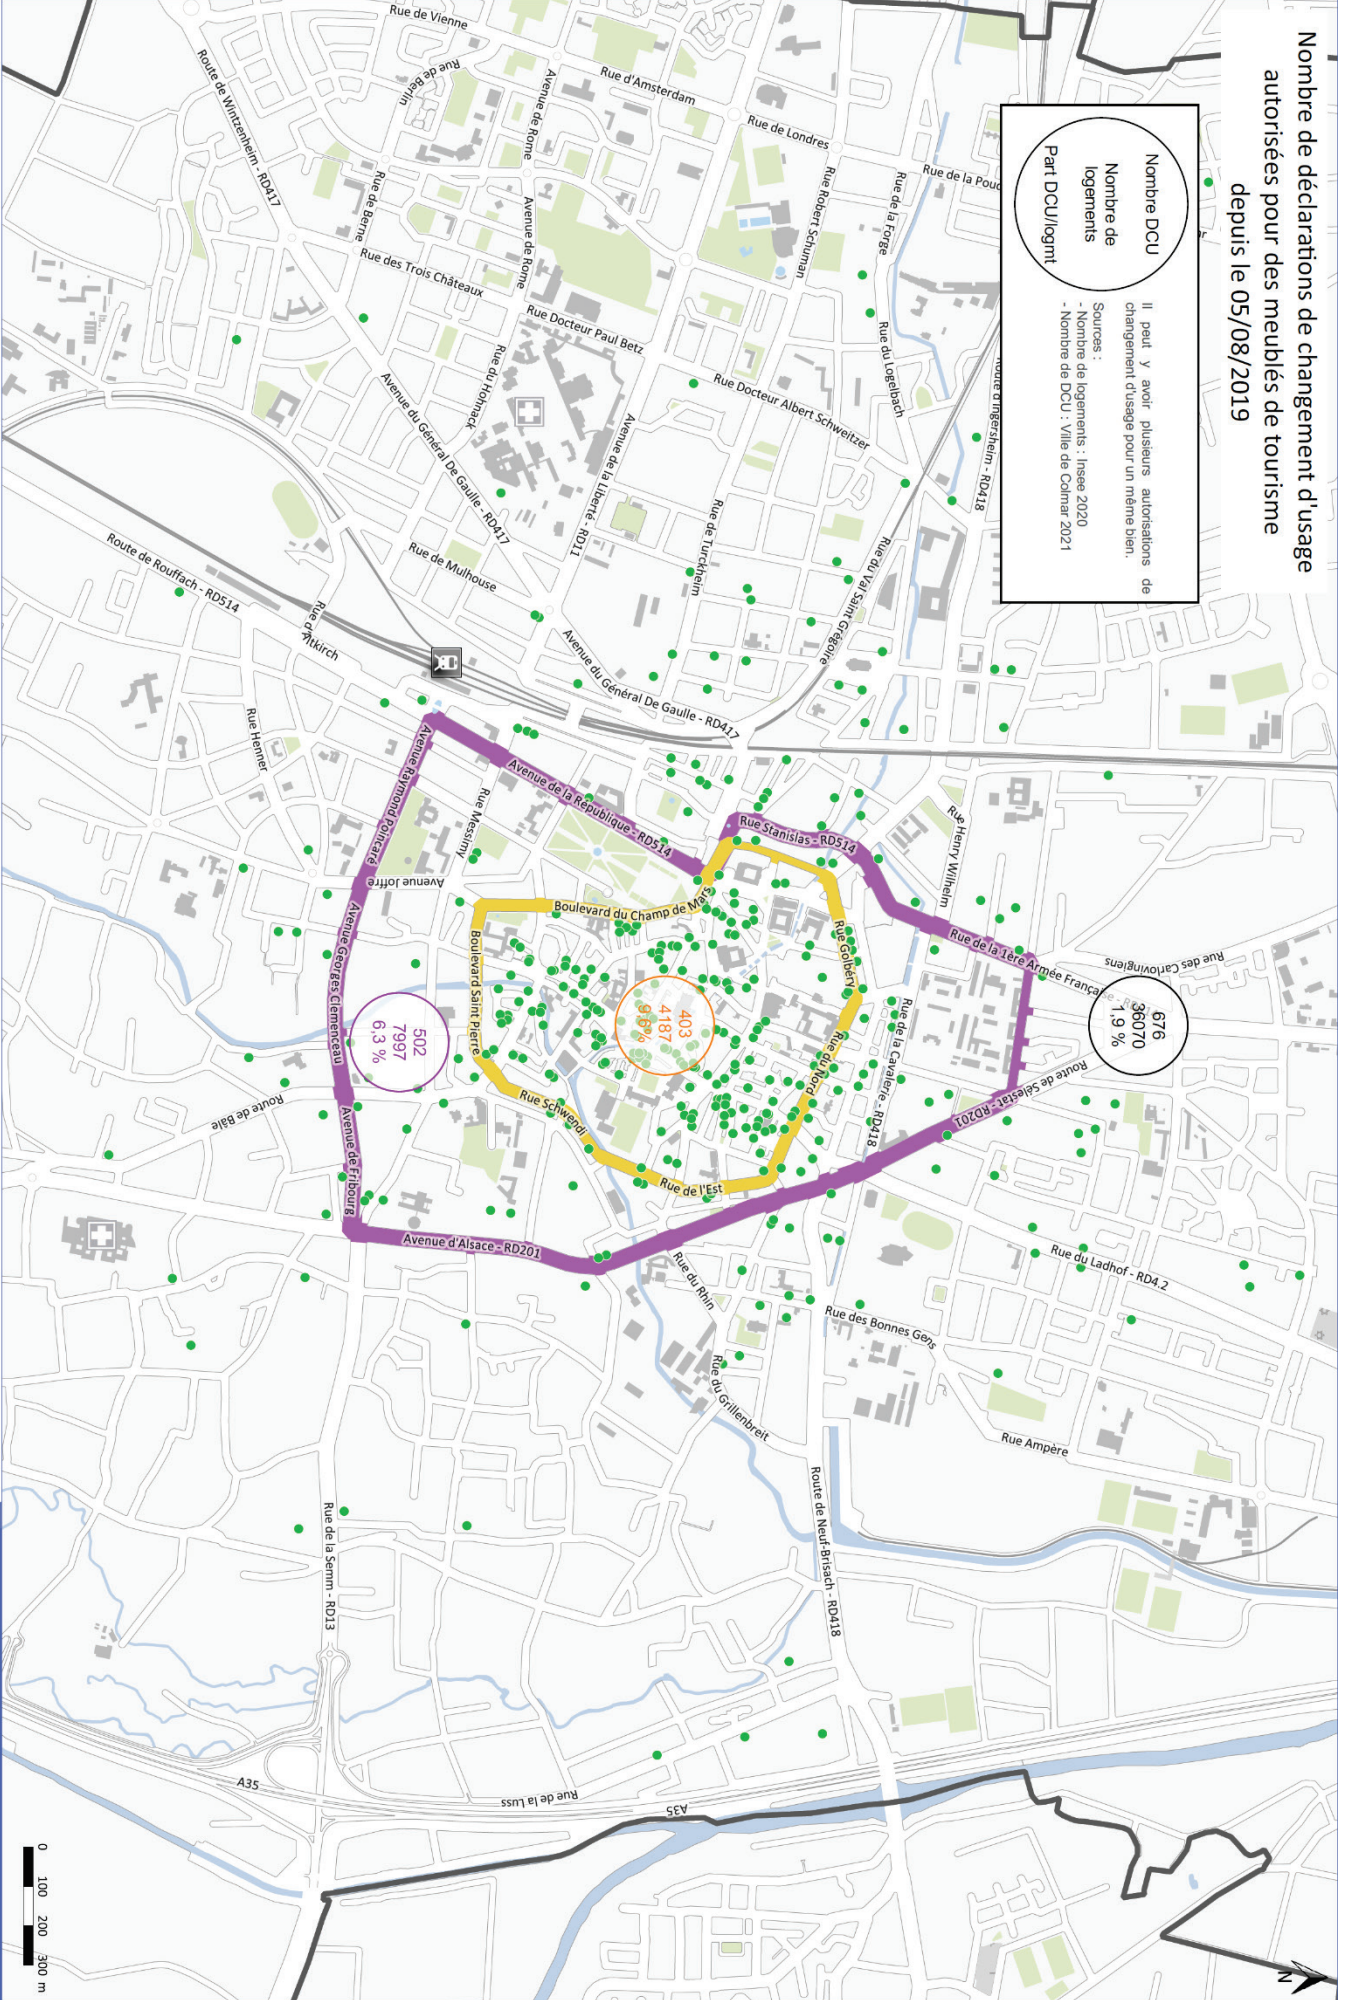 Nombre de déclarations de changement d'usage
autorisées pour des meublés de tourisme
depuis le 05/08/2019
Nombre DCU
Nombre de
logements
Part DCU/logmt
Il peut y avoir plusieurs autorisations de
changement d'usage pour un même bien.
Sources :
- Nombre de logements : Insee 2020
- Nombre de DCU : Ville de Colmar 2021
676
36070
1.9 %
403
4187
9.6%
502
7997
6.3 %
Rue de Vienne
Rue de Berlin
Route de Wintzenheim - RD417
Avenue de Rome
Rue d'Amsterdam
Rue de Londres
Rue de la Poud
Rue de Berne
Avenue de Rome
Rue Robert Schuman
Rue de la Forge
Rue des Trois Châteaux
Rue Docteur Paul Betz
Rue du Logelbach
Route d'Ingersheim - RD418
Rue du Hohnack
Rue Docteur Albert Schweitzer
Avenue du Général De Gaulle - RD417
Avenue de la Liberté - RD11
Rue de Turckheim
Rue du Val Saint Grégoire
Rue de Mulhouse
Route de Rouffach - RD514
Rue d'Altkirch
Avenue du Général De Gaulle - RD417
Rue Henner
Avenue Raymond Poincaré
Avenue de la République - RD514
Rue Messimy
Avenue Joffre
Rue Stanislas - RD514
Rue Henry Wilhelm
Boulevard du Champ de Mars
Boulevard Saint Pierre
Rue Golbéry
Rue de la 1ère Armée Française - R
Rue des Carlovingiens
Avenue Georges Clemenceau
Rue du Nord
Rue de la Cavalerie - RD418
Route de Sélestat - RD201
Rue Schwendi
Route de Bâle
Avenue de Fribourg
Rue de l'Est
Avenue d'Alsace - RD201
Rue du Rhin
Rue du Ladhof - RD4.2
Rue des Bonnes Gens
Rue du Grillenbreit
Rue Ampère
Route de Neuf-Brisach - RD418
Rue de la Semm - RD13
A35
Rue de la Luss
A35
0 100 200 300 m
N